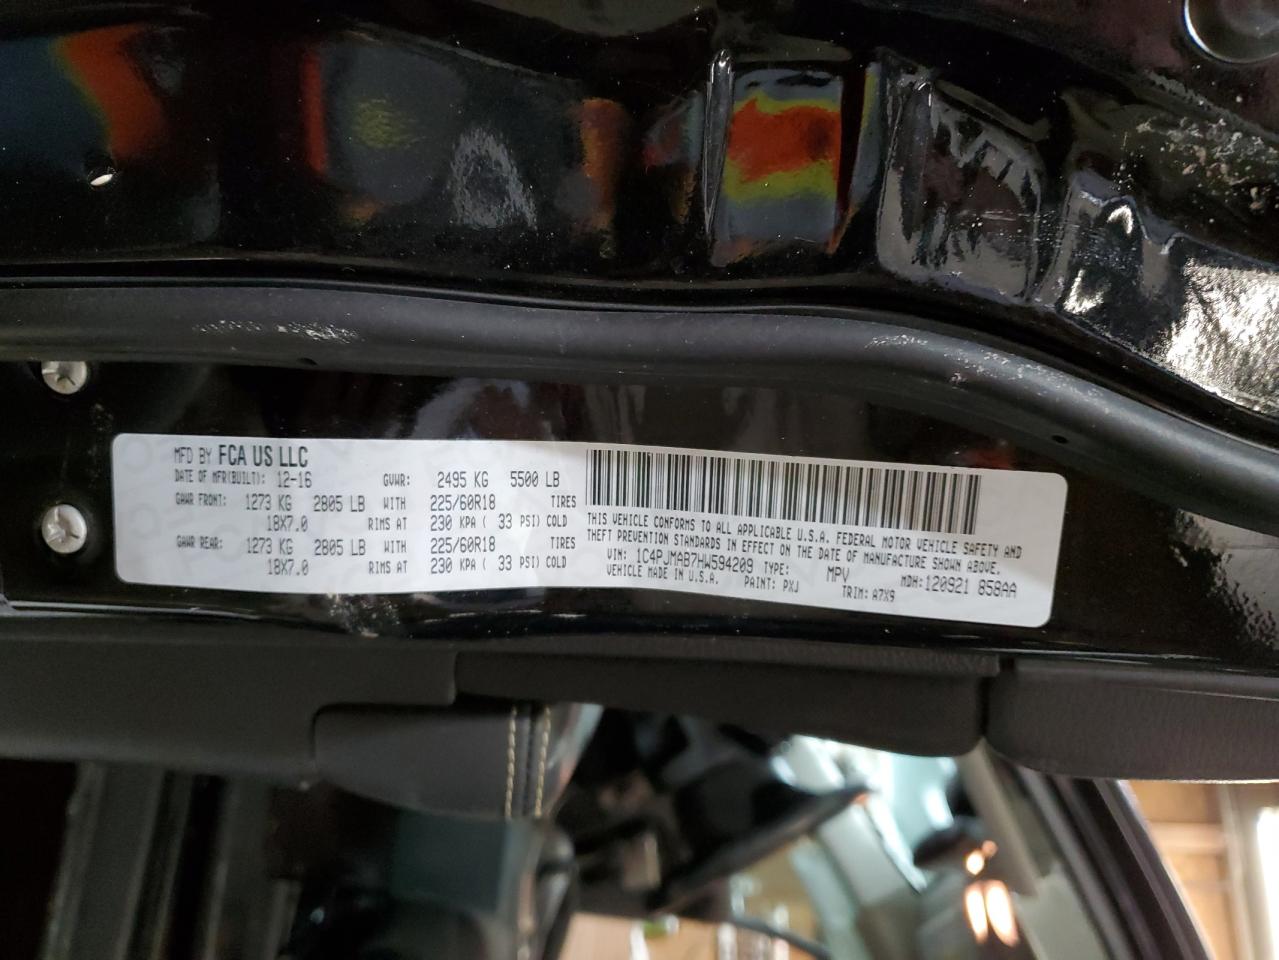 MFD BY FCA US LLC
DATE OF MFR(BUILT): 12-16 GVWR: 2495 KG 5500 LB
GAWR FRONT: 1273 KG 2805 LB WITH 225/60R18 TIRES
18X7.0 RIMS AT 230 KPA ( 33 PSI) COLD
GAWR REAR: 1273 KG 2805 LB WITH 225/60R18 TIRES
18X7.0 RIMS AT 230 KPA ( 33 PSI) COLD
THIS VEHICLE CONFORMS TO ALL APPLICABLE U.S.A. FEDERAL MOTOR VEHICLE SAFETY AND
THEFT PREVENTION STANDARDS IN EFFECT ON THE DATE OF MANUFACTURE SHOWN ABOVE.
VIN: 1C4PJMAB7HW594209 TYPE: MPV MDH: 120921 858AA
VEHICLE MADE IN U.S.A. PAINT: PXJ TRIM: A7X9